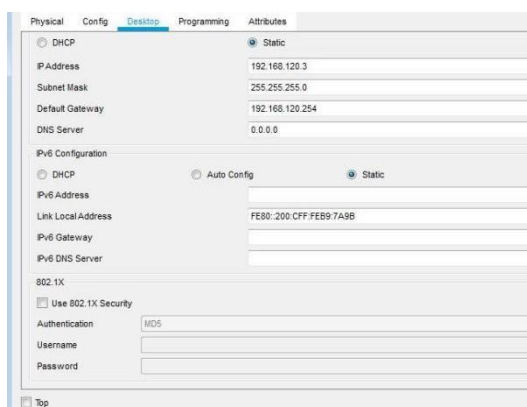 Physical Config Desktop Programming Attributes
DHCP Static
IP Address 192.168.120.3
Subnet Mask 255.255.255.0
Default Gateway 192.168.120.254
DNS Server 0.0.0.0
IPv6 Configuration
DHCP Auto Config Static
IPv6 Address
Link Local Address FE80::200:CFF:FEB9:7A9B
IPv6 Gateway
IPv6 DNS Server
802.1X
Use 802.1X Security
Authentication MD5
Username
Password
Top